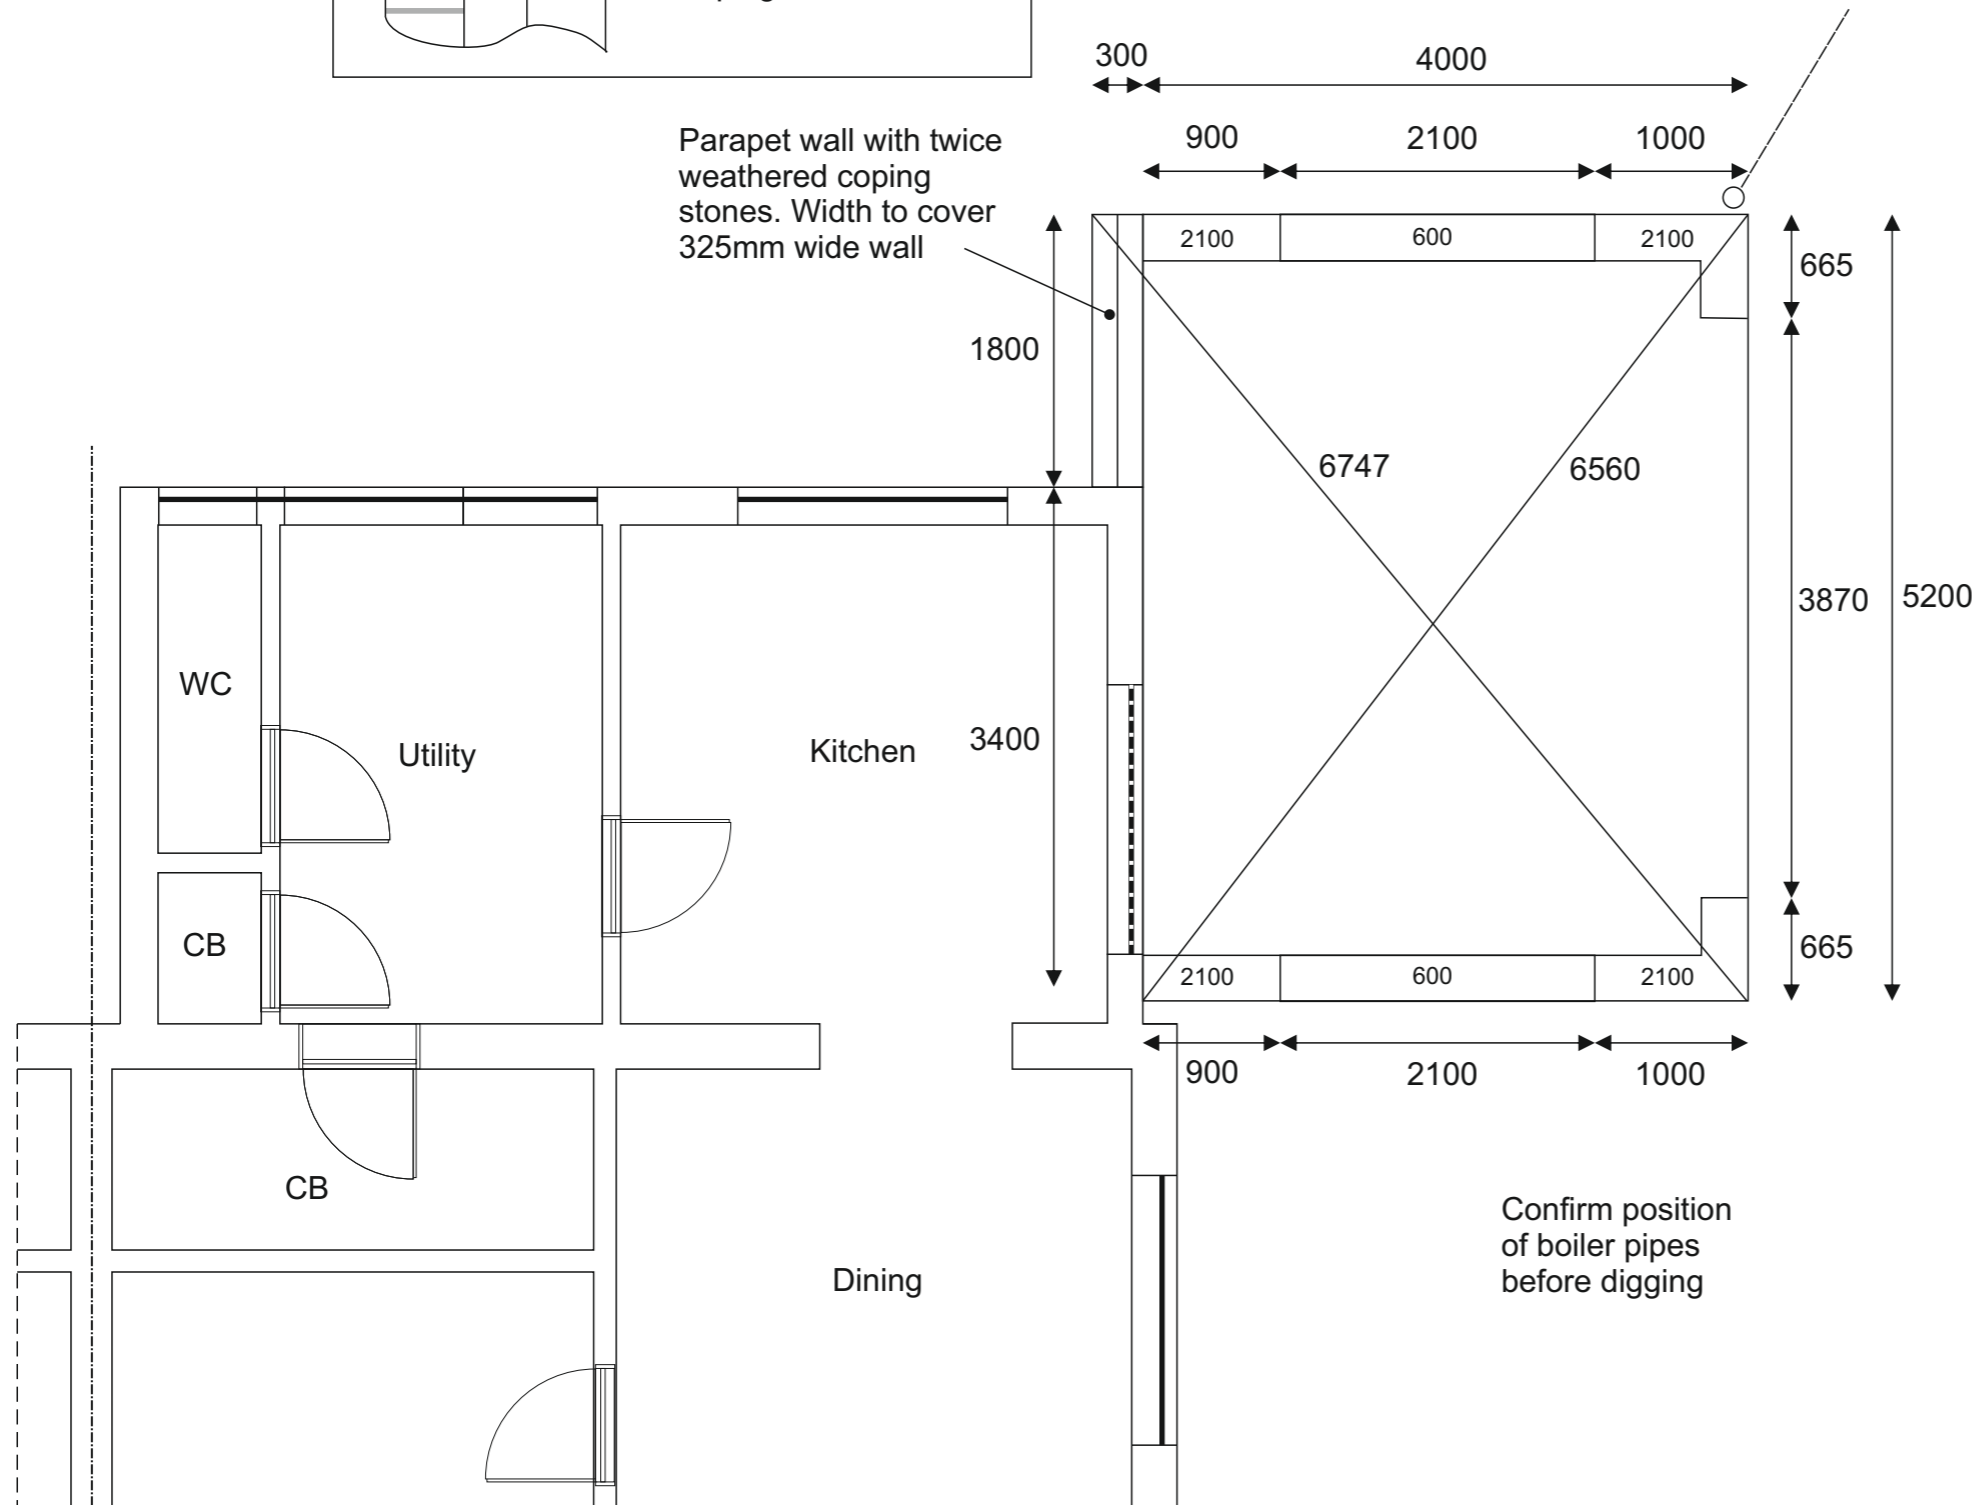 300
4000
900
2100
1000
Parapet wall with twice
weathered coping
stones. Width to cover
325mm wide wall
2100
600
2100
665
1800
6747
6560
3870
5200
WC
Utility
Kitchen
3400
CB
665
2100
600
2100
900
2100
1000
CB
Dining
Confirm position
of boiler pipes
before digging